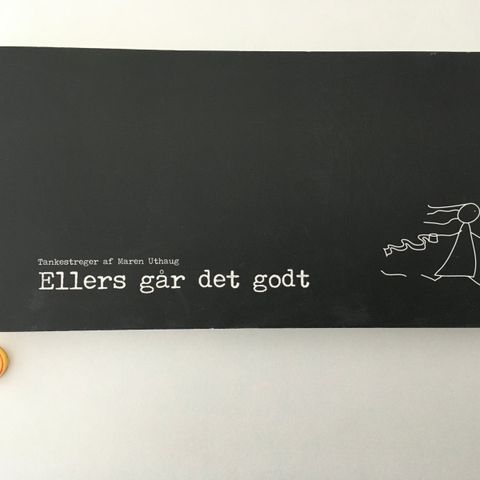 Tankestreger af Maren Uthaug
Ellers går det godt